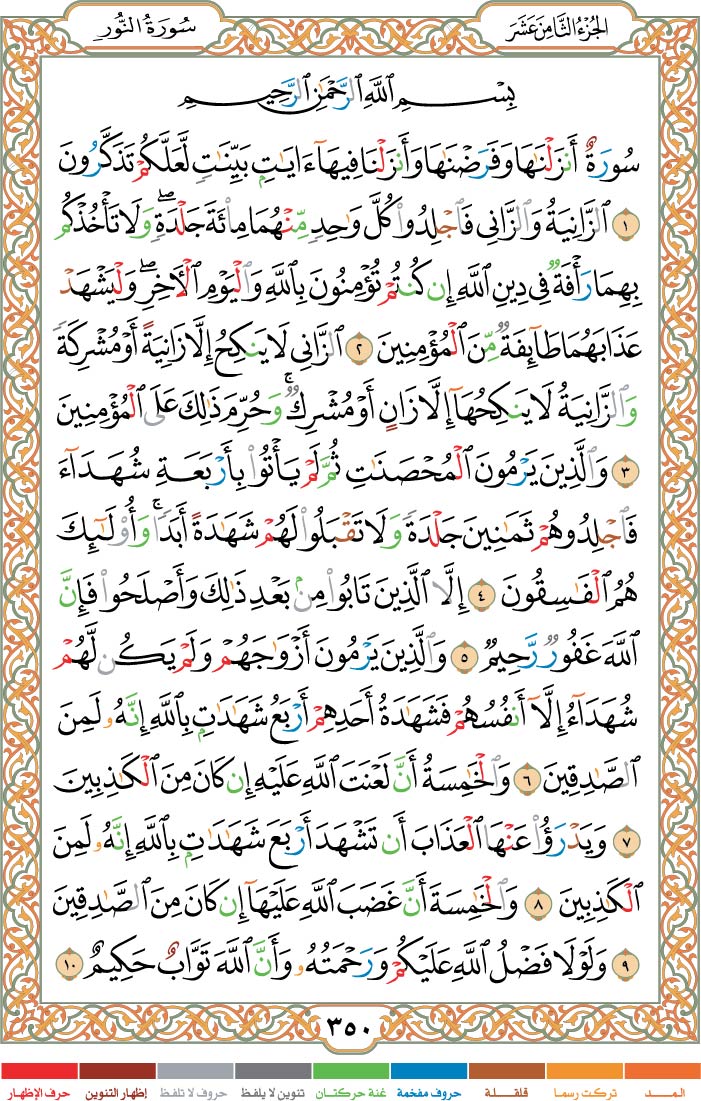 الجُزْءُ الثَّامِنَ عَشَرَ
سُورَةُ النُّور
بِسْمِ ٱللَّهِ ٱلرَّحْمَٰنِ ٱلرَّحِيمِ
سُورَةٌ أَنزَلْنَٰهَا وَفَرَضْنَٰهَا وَأَنزَلْنَا فِيهَآ ءَايَٰتٍۭ بَيِّنَٰتٍ لَّعَلَّكُمْ تَذَكَّرُونَ
١ ٱلزَّانِيَةُ وَٱلزَّانِى فَٱجْلِدُوا۟ كُلَّ وَٰحِدٍ مِّنْهُمَا مِا۟ئَةَ جَلْدَةٍ ۖ وَلَا تَأْخُذْكُم
بِهِمَا رَأْفَةٌ فِى دِينِ ٱللَّهِ إِن كُنتُمْ تُؤْمِنُونَ بِٱللَّهِ وَٱلْيَوْمِ ٱلْءَاخِرِ ۖ وَلْيَشْهَدْ
عَذَابَهُمَا طَآئِفَةٌ مِّنَ ٱلْمُؤْمِنِينَ ٢ ٱلزَّانِى لَا يَنكِحُ إِلَّا زَانِيَةً أَوْ مُشْرِكَةً
وَٱلزَّانِيَةُ لَا يَنكِحُهَآ إِلَّا زَانٍ أَوْ مُشْرِكٌ ۚ وَحُرِّمَ ذَٰلِكَ عَلَى ٱلْمُؤْمِنِينَ
٣ وَٱلَّذِينَ يَرْمُونَ ٱلْمُحْصَنَٰتِ ثُمَّ لَمْ يَأْتُوا۟ بِأَرْبَعَةِ شُهَدَآءَ
فَٱجْلِدُوهُمْ ثَمَٰنِينَ جَلْدَةً وَلَا تَقْبَلُوا۟ لَهُمْ شَهَٰدَةً أَبَدًا ۚ وَأُو۟لَٰٓئِكَ
هُمُ ٱلْفَٰسِقُونَ ٤ إِلَّا ٱلَّذِينَ تَابُوا۟ مِنۢ بَعْدِ ذَٰلِكَ وَأَصْلَحُوا۟ فَإِنَّ
ٱللَّهَ غَفُورٌ رَّحِيمٌ ٥ وَٱلَّذِينَ يَرْمُونَ أَزْوَٰجَهُمْ وَلَمْ يَكُن لَّهُمْ
شُهَدَآءُ إِلَّآ أَنفُسُهُمْ فَشَهَٰدَةُ أَحَدِهِمْ أَرْبَعُ شَهَٰدَٰتٍۭ بِٱللَّهِ إِنَّهُۥ لَمِنَ
ٱلصَّٰدِقِينَ ٦ وَٱلْخَٰمِسَةُ أَنَّ لَعْنَتَ ٱللَّهِ عَلَيْهِ إِن كَانَ مِنَ ٱلْكَٰذِبِينَ
٧ وَيَدْرَؤُا۟ عَنْهَا ٱلْعَذَابَ أَن تَشْهَدَ أَرْبَعَ شَهَٰدَٰتٍۭ بِٱللَّهِ إِنَّهُۥ لَمِنَ
ٱلْكَٰذِبِينَ ٨ وَٱلْخَٰمِسَةَ أَنَّ غَضَبَ ٱللَّهِ عَلَيْهَآ إِن كَانَ مِنَ ٱلصَّٰدِقِينَ
٩ وَلَوْلَا فَضْلُ ٱللَّهِ عَلَيْكُمْ وَرَحْمَتُهُۥ وَأَنَّ ٱللَّهَ تَوَّابٌ حَكِيمٌ ١٠
٣٥٠
المـــد تركت رسما قلقـلة حروف مفخمة غنة حركتان تنوين لا يلفظ حروف لا تلفظ إظهار التنوين حرف الإظهار